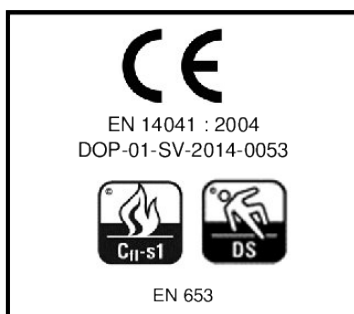 CE
EN 14041 : 2004
DOP-01-SV-2014-0053
Cfl-s1
DS
EN 653